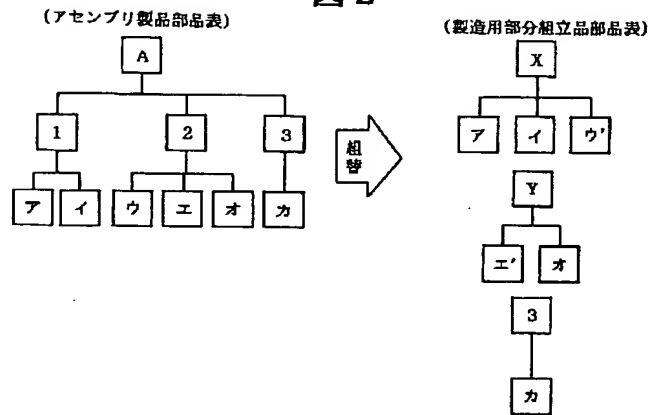 図2
(アセンブリ製品部品表)
(製造用部分組立品部品表)
A
1 2 3
ア イ ウ エ オ カ
組替
X
ア イ ウ'
Y
エ' オ
3
カ